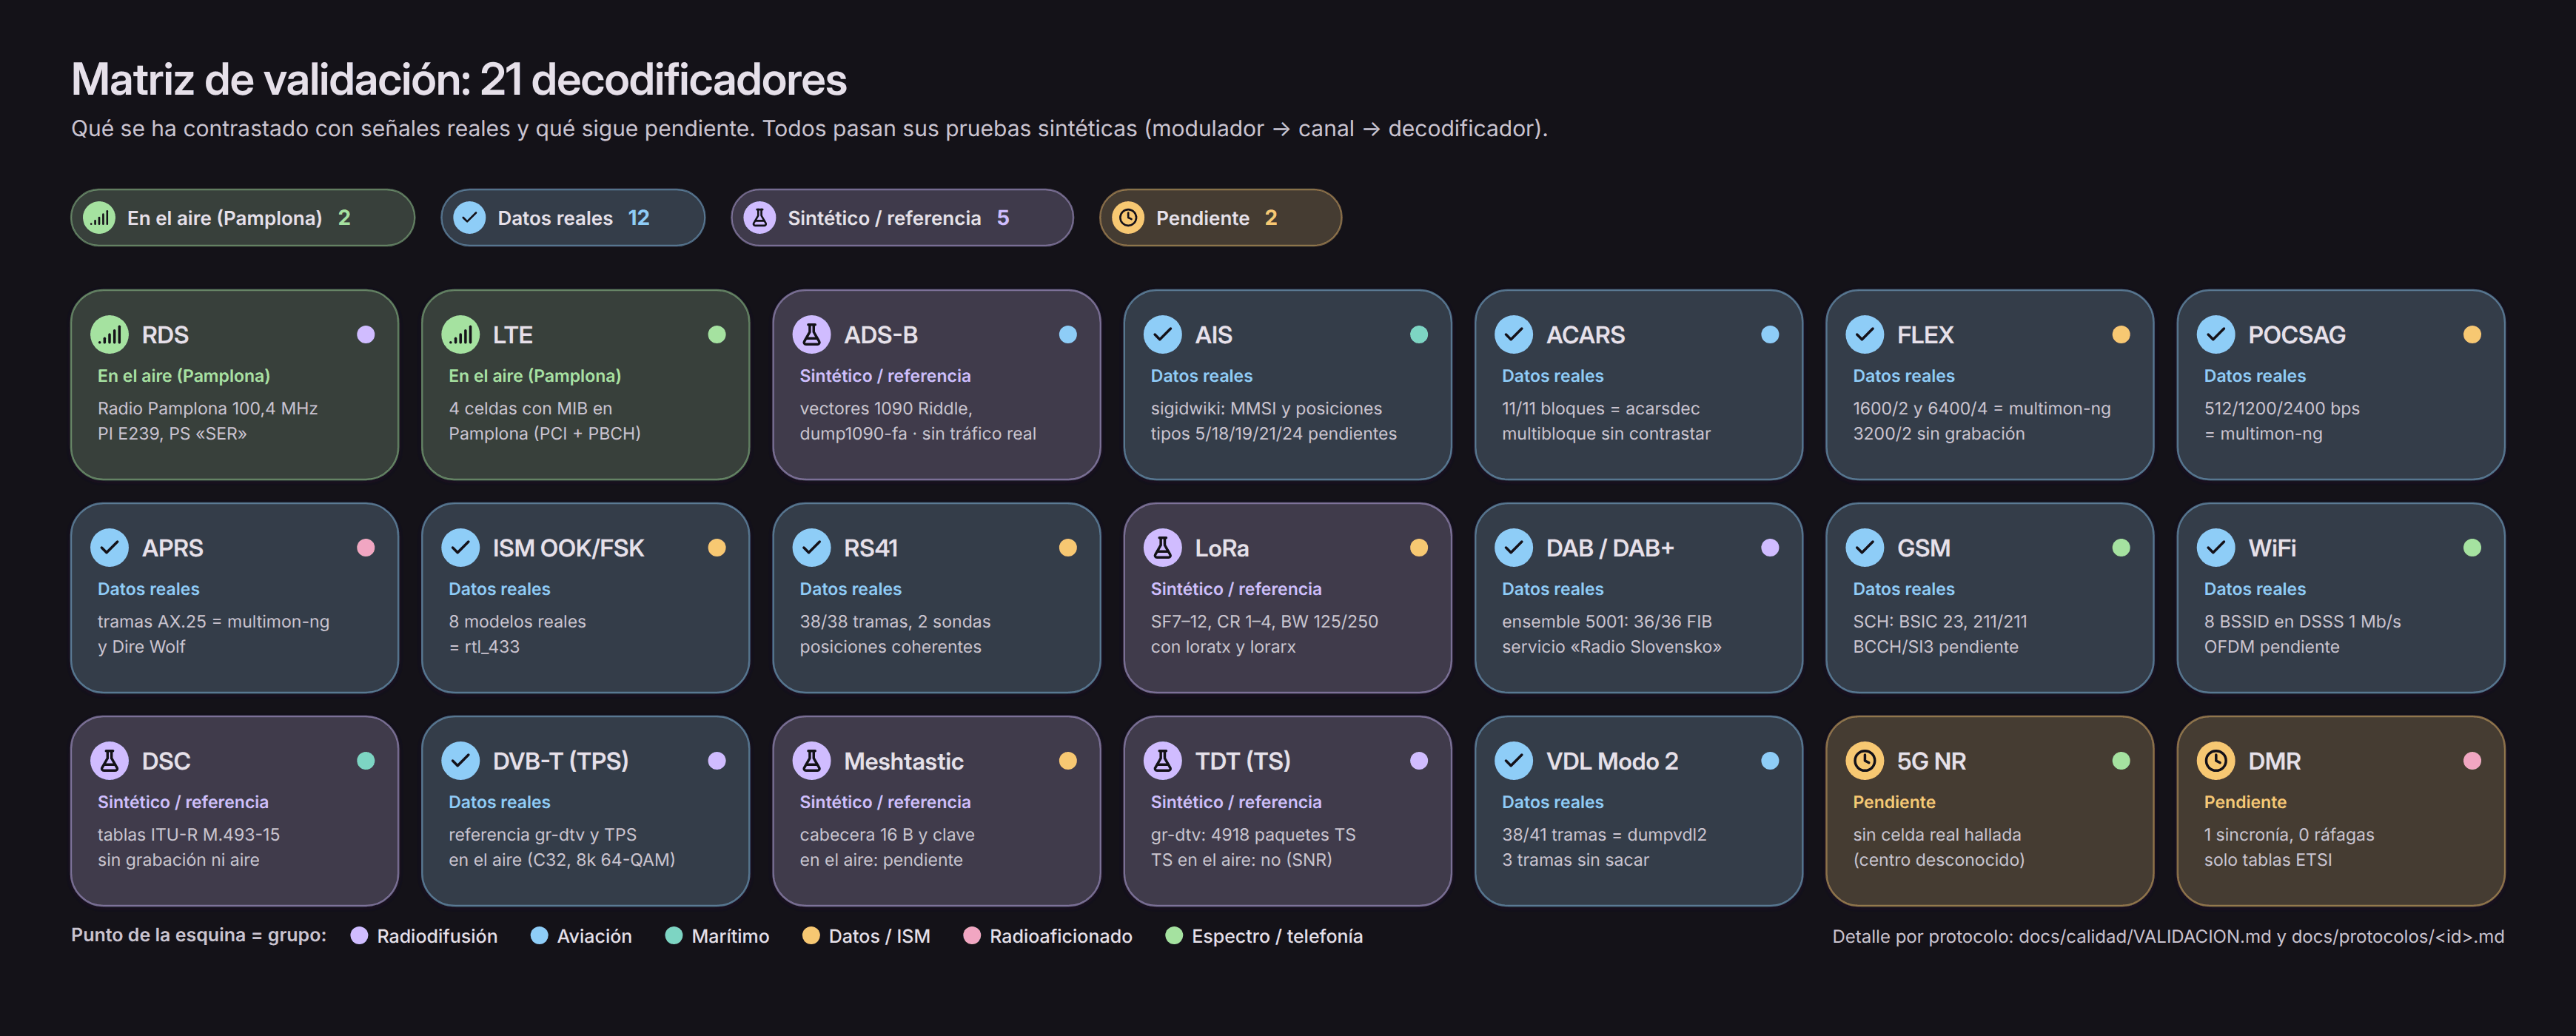 Matriz de validación: 21 decodificadores
Qué se ha contrastado con señales reales y qué sigue pendiente. Todos pasan sus pruebas sintéticas (modulador → canal → decodificador).
En el aire (Pamplona) 2
Datos reales 12
Sintético / referencia 5
Pendiente 2
RDS
En el aire (Pamplona)
Radio Pamplona 100,4 MHz
PI E239, PS «SER»
LTE
En el aire (Pamplona)
4 celdas con MIB en
Pamplona (PCI + PBCH)
ADS-B
Sintético / referencia
vectores 1090 Riddle,
dump1090-fa · sin tráfico real
AIS
Datos reales
sigidwiki: MMSI y posiciones
tipos 5/18/19/21/24 pendientes
ACARS
Datos reales
11/11 bloques = acarsdec
multibloque sin contrastar
FLEX
Datos reales
1600/2 y 6400/4 = multimon-ng
3200/2 sin grabación
POCSAG
Datos reales
512/1200/2400 bps
= multimon-ng
APRS
Datos reales
tramas AX.25 = multimon-ng
y Dire Wolf
ISM OOK/FSK
Datos reales
8 modelos reales
= rtl_433
RS41
Datos reales
38/38 tramas, 2 sondas
posiciones coherentes
LoRa
Sintético / referencia
SF7–12, CR 1–4, BW 125/250
con loratx y lorarx
DAB / DAB+
Datos reales
ensemble 5001: 36/36 FIB
servicio «Radio Slovensko»
GSM
Datos reales
SCH: BSIC 23, 211/211
BCCH/SI3 pendiente
WiFi
Datos reales
8 BSSID en DSSS 1 Mb/s
OFDM pendiente
DSC
Sintético / referencia
tablas ITU-R M.493-15
sin grabación ni aire
DVB-T (TPS)
Datos reales
referencia gr-dtv y TPS
en el aire (C32, 8k 64-QAM)
Meshtastic
Sintético / referencia
cabecera 16 B y clave
en el aire: pendiente
TDT (TS)
Sintético / referencia
gr-dtv: 4918 paquetes TS
TS en el aire: no (SNR)
VDL Modo 2
Datos reales
38/41 tramas = dumpvdl2
3 tramas sin sacar
5G NR
Pendiente
sin celda real hallada
(centro desconocido)
DMR
Pendiente
1 sincronía, 0 ráfagas
solo tablas ETSI
Punto de la esquina = grupo: Radiodifusión Aviación Marítimo Datos / ISM Radioaficionado Espectro / telefonía
Detalle por protocolo: docs/calidad/VALIDACION.md y docs/protocolos/<id>.md